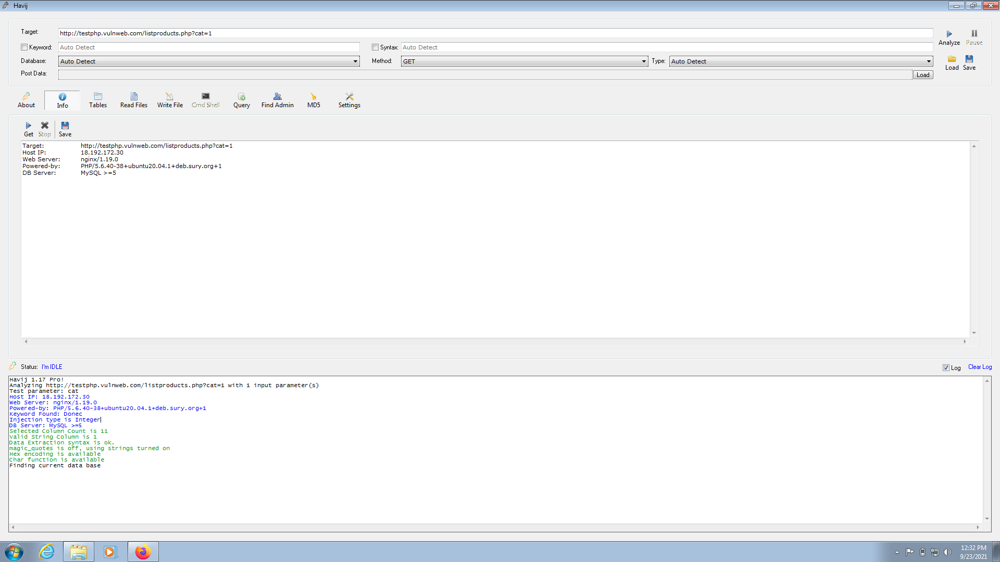 Havij
Target: http://testphp.vulnweb.com/listproducts.php?cat=1
Analyze Pause
Keyword: Auto Detect Syntax: Auto Detect
Database: Auto Detect Method: GET Type: Auto Detect
Load Save
Post Data: Load
About Info Tables Read Files Write File Cmd Shell Query Find Admin MD5 Settings
Get Stop Save
Target: http://testphp.vulnweb.com/listproducts.php?cat=1
Host IP: 18.192.172.30
Web Server: nginx/1.19.0
Powered-by: PHP/5.6.40-38+ubuntu20.04.1+deb.sury.org+1
DB Server: MySQL >=5
Status: I'm IDLE Log Clear Log
Havij 1.17 Pro!
Analyzing http://testphp.vulnweb.com/listproducts.php?cat=1 with 1 input parameter(s)
Test parameter: cat
Host IP: 18.192.172.30
Web Server: nginx/1.19.0
Powered-by: PHP/5.6.40-38+ubuntu20.04.1+deb.sury.org+1
Keyword Found: Donec
Injection type is Integer
DB Server: MySQL >=5
Selected Column Count is 11
Valid String Column is 1
Data Extraction syntax is ok.
magic_quotes is off, using strings turned on
Hex encoding is available
Char function is available
Finding current data base
12:32 PM
9/23/2021